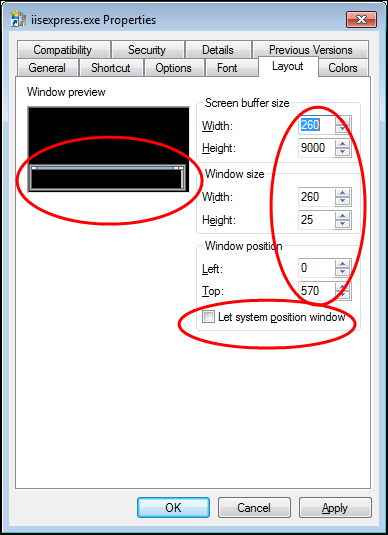 iisexpress.exe Properties
Compatibility Security Details Previous Versions
General Shortcut Options Font Layout Colors
Window preview
Screen buffer size
Width: 260
Height: 9000
Window size
Width: 260
Height: 25
Window position
Left: 0
Top: 570
Let system position window
OK Cancel Apply